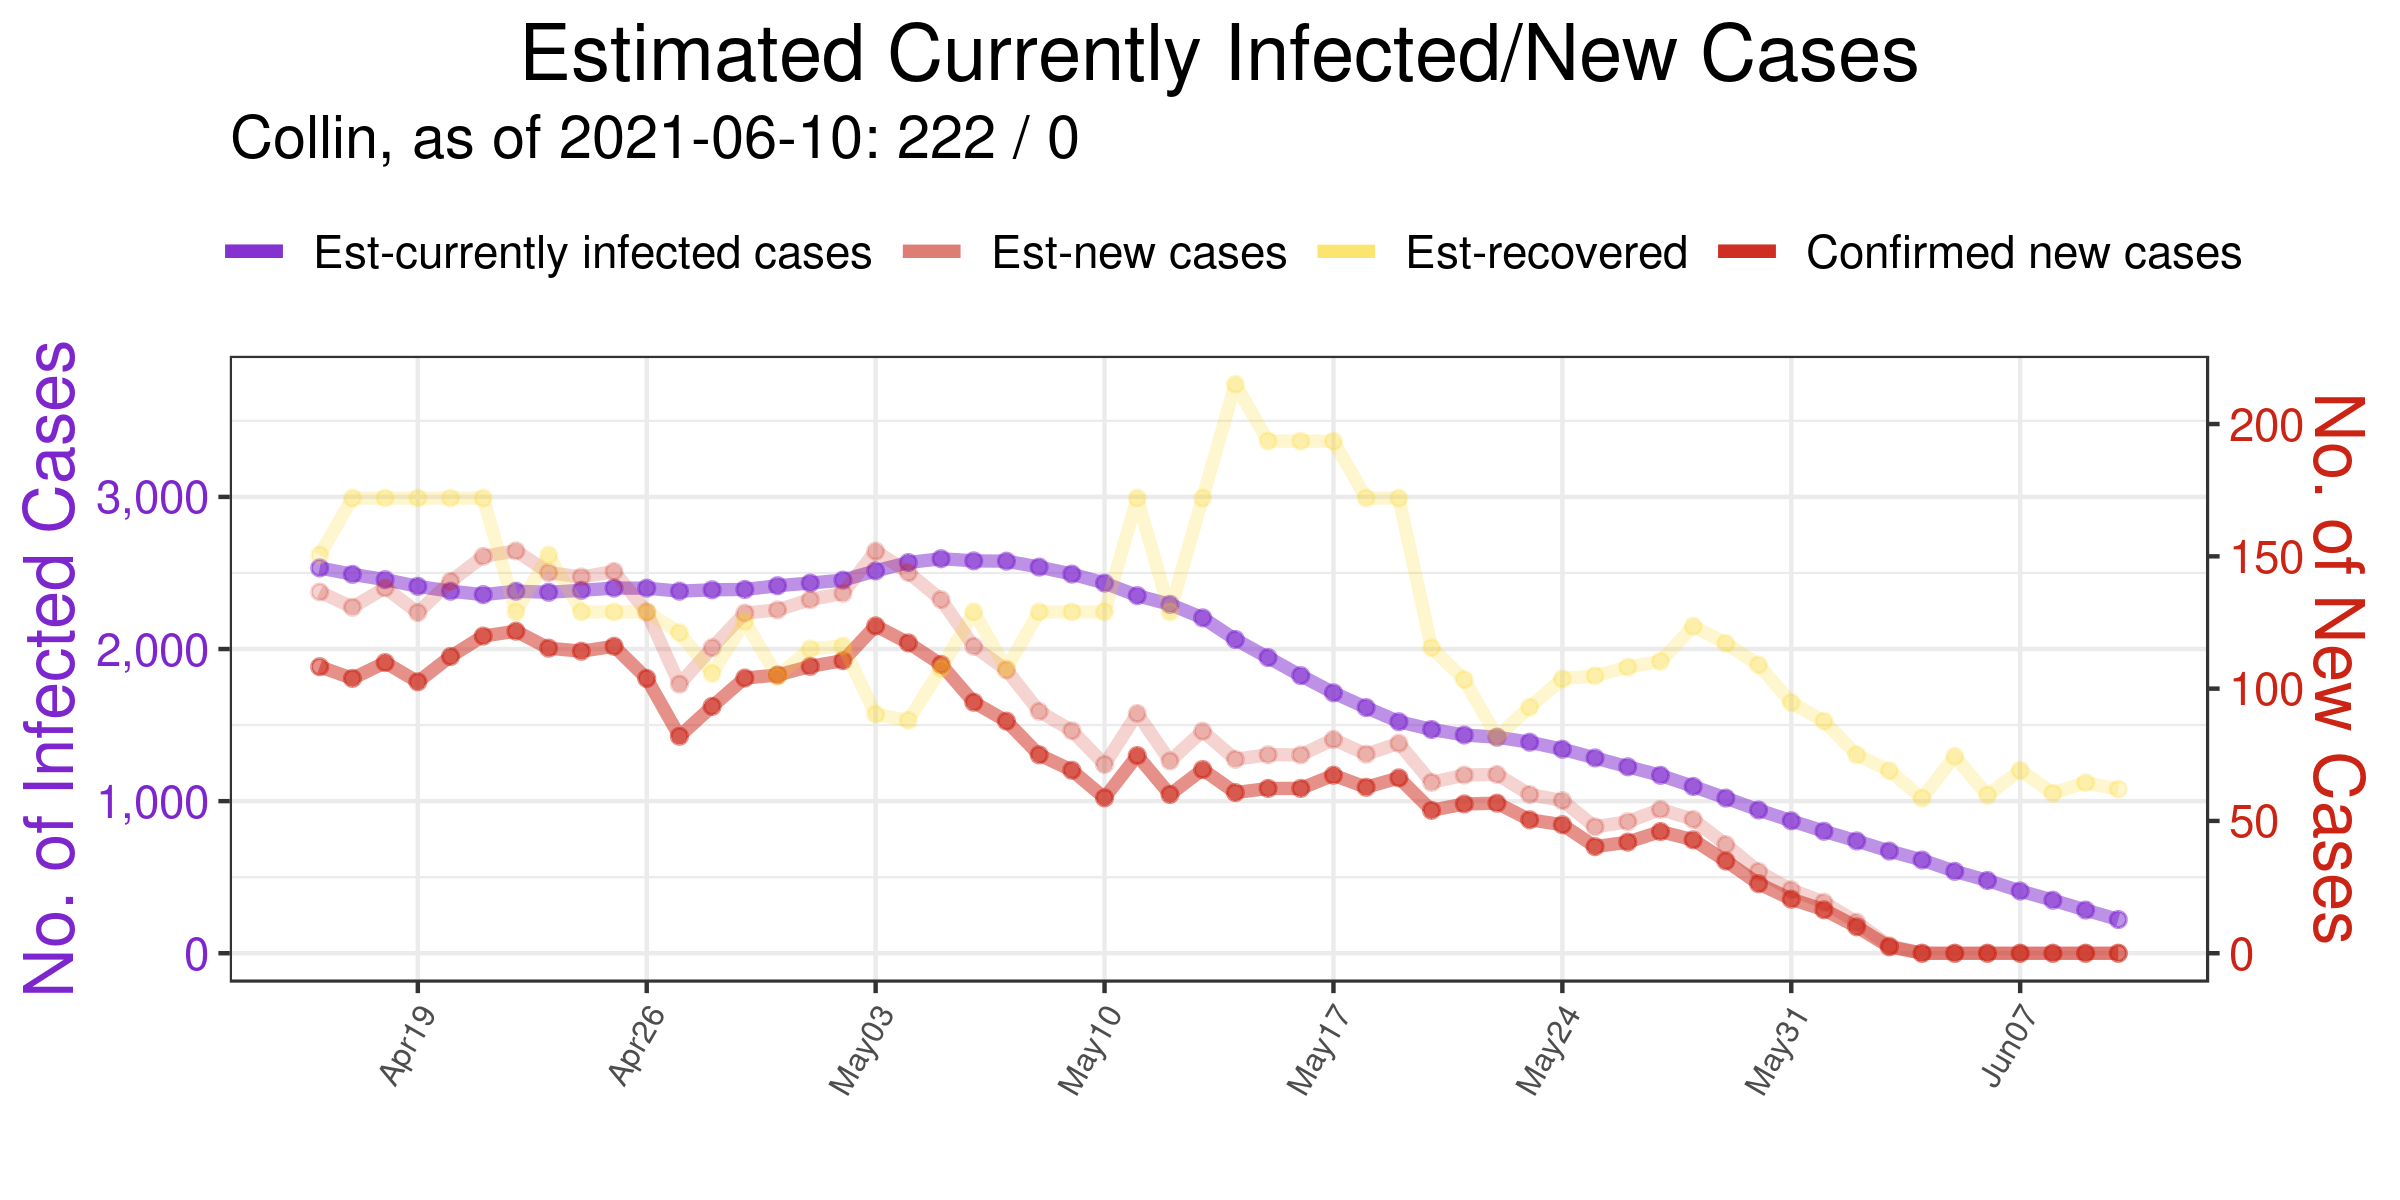 Estimated Currently Infected/New Cases
Collin, as of 2021-06-10: 222 / 0
Est-currently infected cases Est-new cases Est-recovered Confirmed new cases
No. of Infected Cases
3,000
2,000
1,000
0
200
150
100
50
0
No. of New Cases
Apr19 Apr26 May03 May10 May17 May24 May31 Jun07